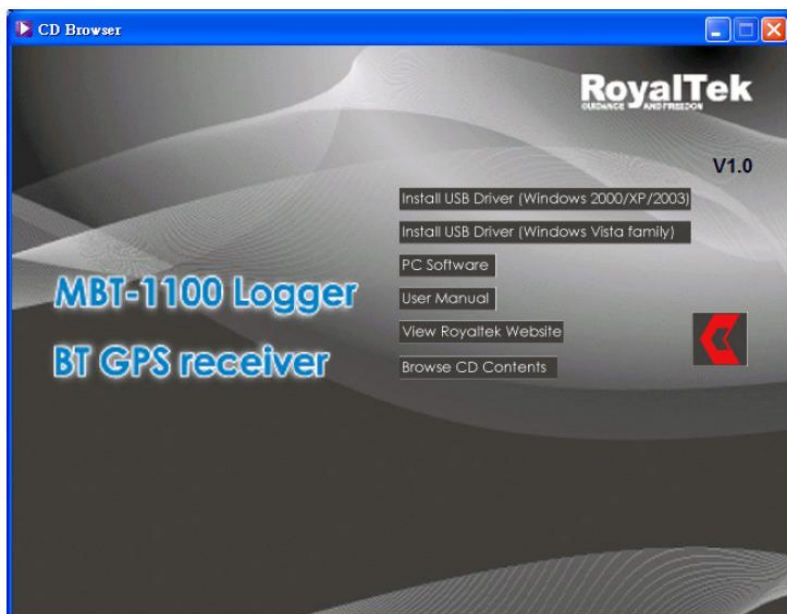 CD Browser
RoyalTek
GUIDANCE AND FREEDON
V1.0
Install USB Driver (Windows 2000/XP/2003)
Install USB Driver (Windows Vista family)
PC Software
User Manual
View Royaltek Website
Browse CD Contents
MBT-1100 Logger
BT GPS receiver